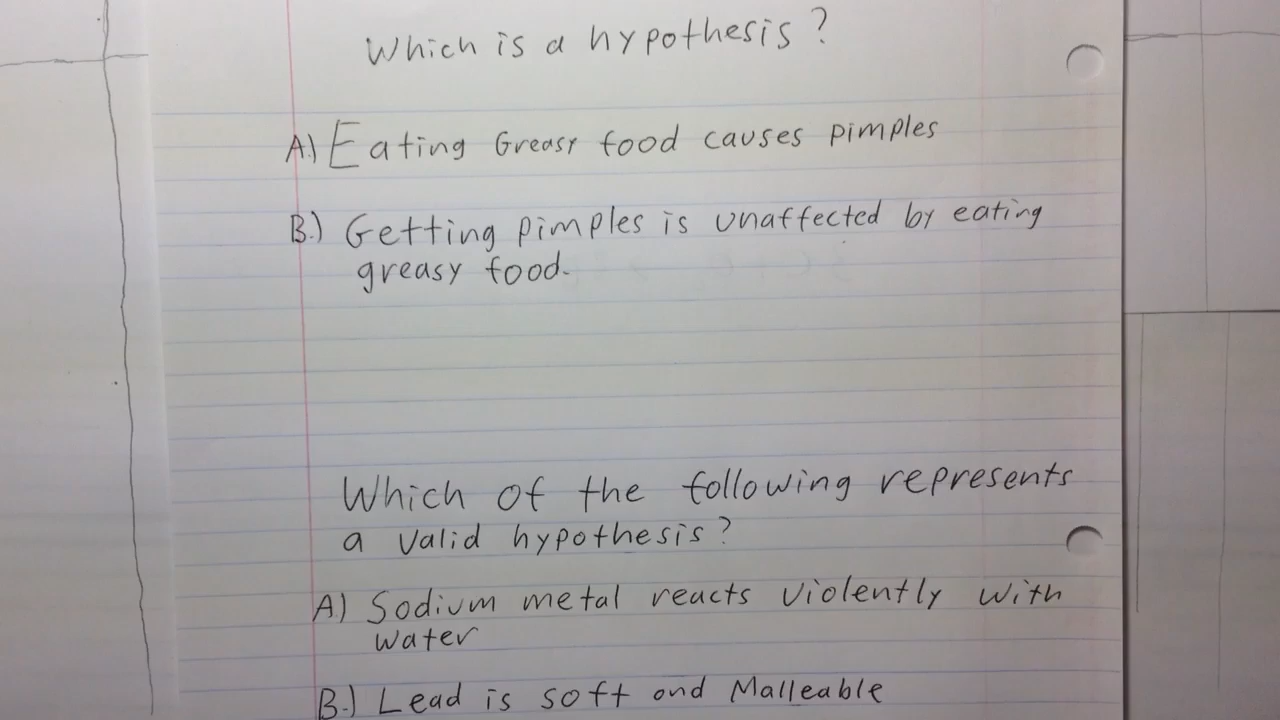 Which is a hypothesis?
A.) Eating Greasy food causes pimples
B.) Getting pimples is unaffected by eating
greasy food.
Which of the following represents
a valid hypothesis?
A) Sodium metal reacts violently with
water
B.) Lead is soft and Malleable